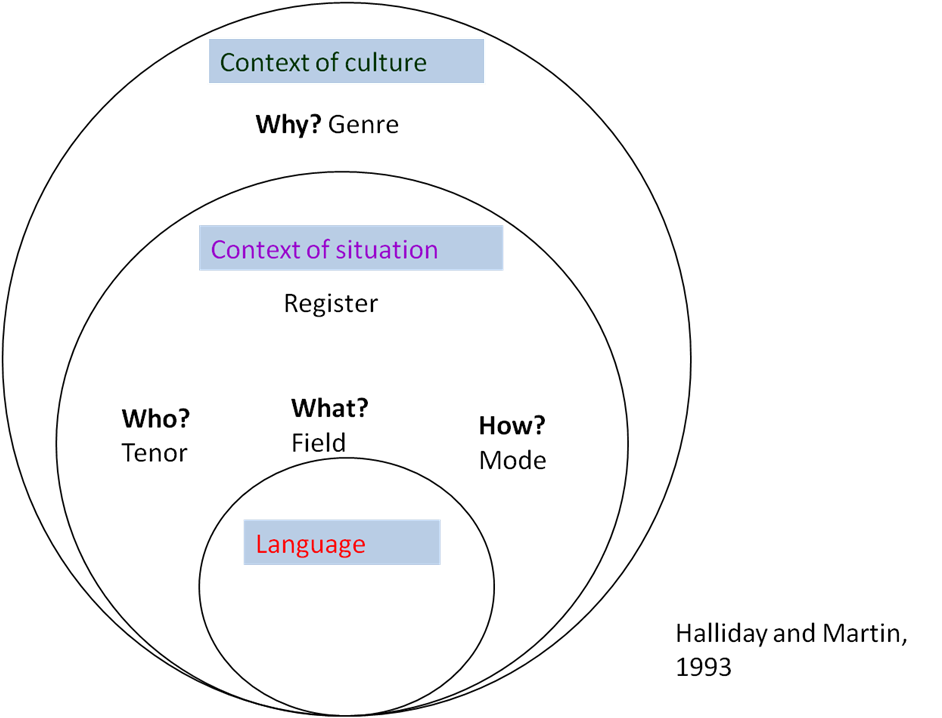 Context of culture
Why? Genre
Context of situation
Register
Who?
Tenor
What?
Field
How?
Mode
Language
Halliday and Martin,
1993